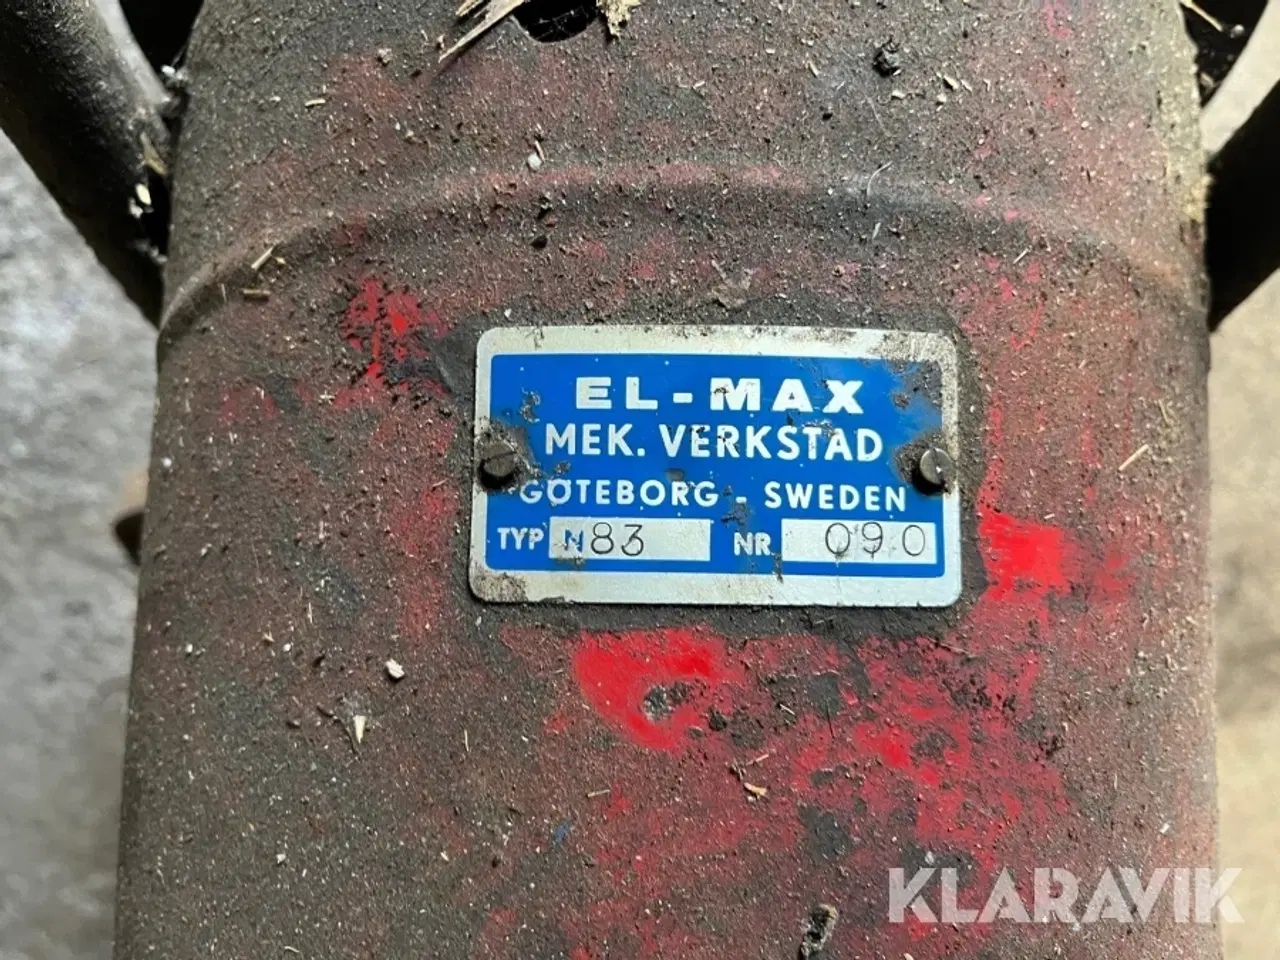 EL-MAX
MEK. VERKSTAD
GÖTEBORG - SWEDEN
TYP N83 NR 090
KLARAVIK